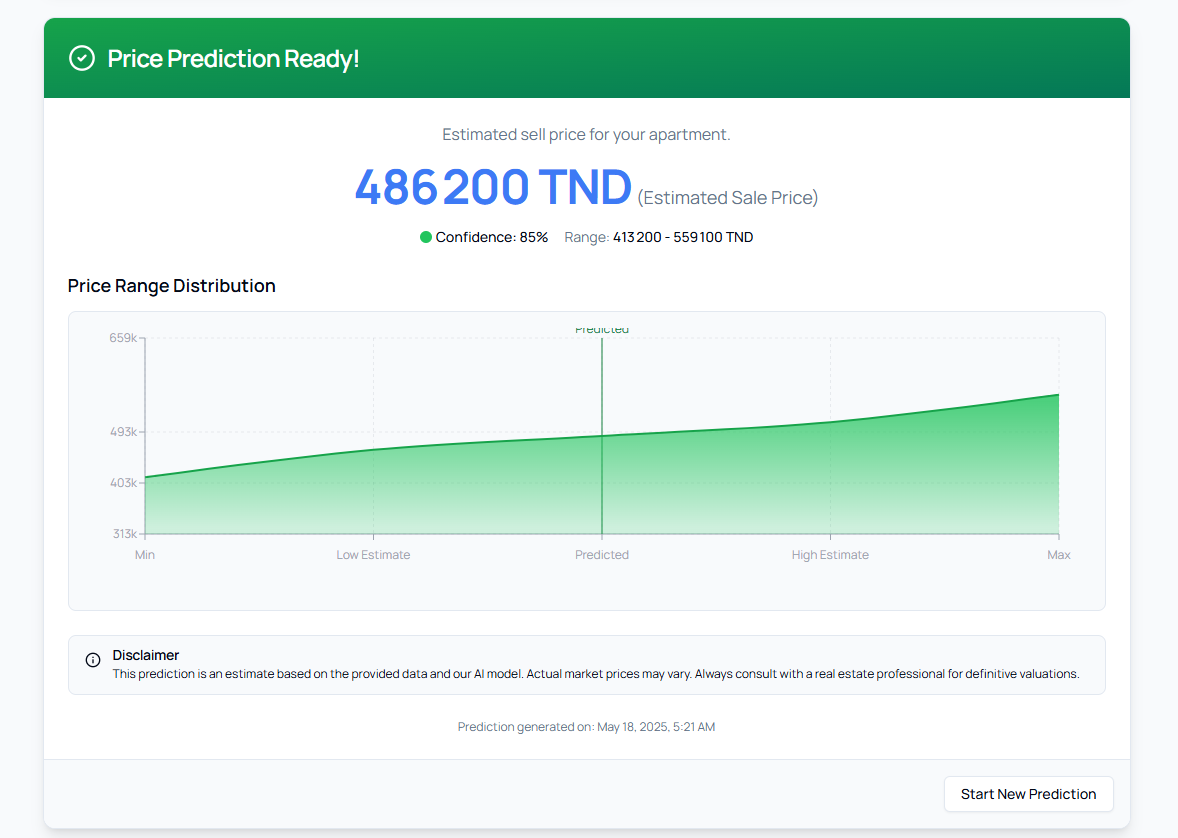 Price Prediction Ready!
Estimated sell price for your apartment.
486 200 TND (Estimated Sale Price)
Confidence: 85% Range: 413 200 - 559 100 TND
Price Range Distribution
Predicted
659k
493k
403k
313k
Min Low Estimate Predicted High Estimate Max
Disclaimer
This prediction is an estimate based on the provided data and our AI model. Actual market prices may vary. Always consult with a real estate professional for definitive valuations.
Prediction generated on: May 18, 2025, 5:21 AM
Start New Prediction